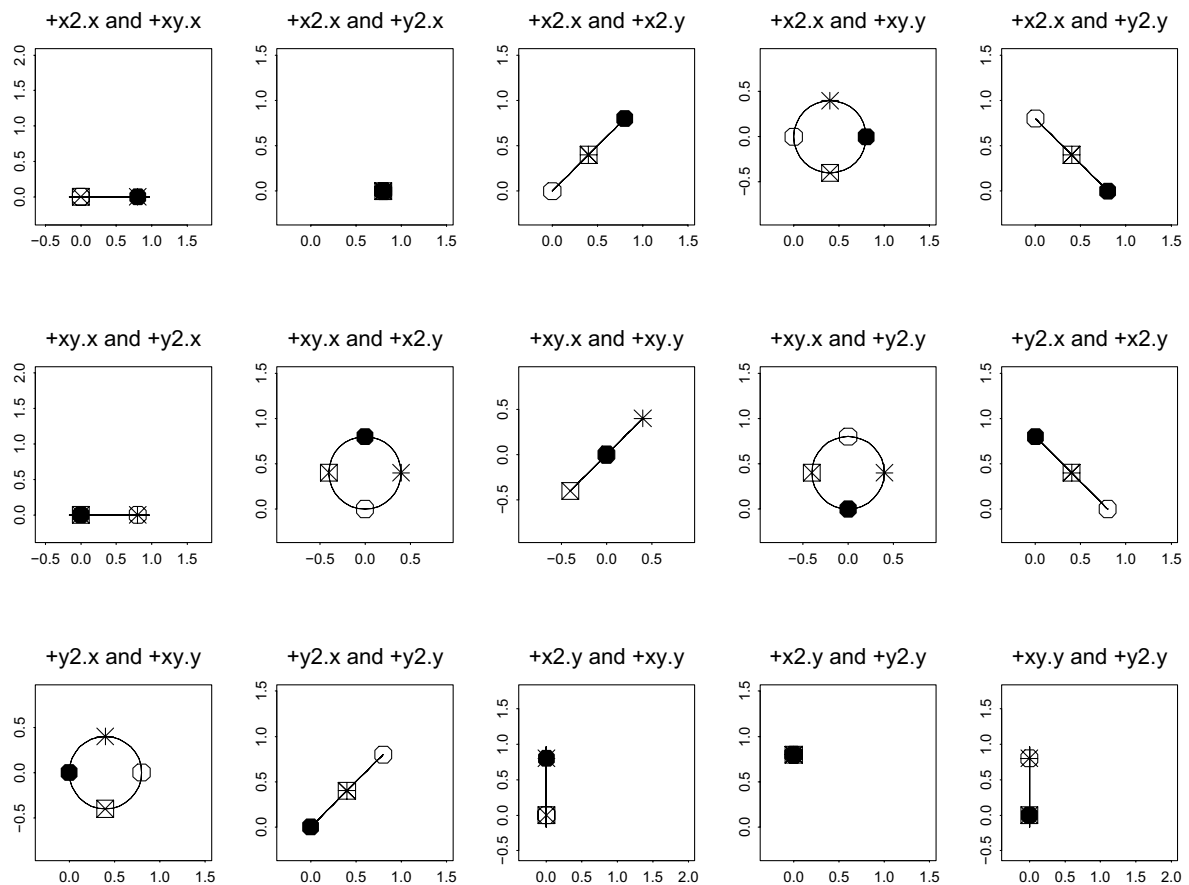 +x2.x and +xy.x
+x2.x and +y2.x
+x2.x and +x2.y
+x2.x and +xy.y
+x2.x and +y2.y
0.0 0.5 1.0 1.5 2.0
−0.5 0.0 0.5 1.0 1.5
0.0 0.5 1.0 1.5
0.0 0.5 1.0 1.5
0.0 0.5 1.0 1.5
0.0 0.5 1.0 1.5
−0.5 0.0 0.5
0.0 0.5 1.0 1.5
0.0 0.5 1.0 1.5
0.0 0.5 1.0 1.5
+xy.x and +y2.x
+xy.x and +x2.y
+xy.x and +xy.y
+xy.x and +y2.y
+y2.x and +x2.y
0.0 0.5 1.0 1.5 2.0
−0.5 0.0 0.5 1.0 1.5
0.0 0.5 1.0 1.5
−0.5 0.0 0.5
−0.5 0.0 0.5
−0.5 0.0 0.5
0.0 0.5 1.0 1.5
−0.5 0.0 0.5
0.0 0.5 1.0 1.5
0.0 0.5 1.0 1.5
+y2.x and +xy.y
+y2.x and +y2.y
+x2.y and +xy.y
+x2.y and +y2.y
+xy.y and +y2.y
−0.5 0.0 0.5
0.0 0.5 1.0 1.5
0.0 0.5 1.0 1.5
0.0 0.5 1.0 1.5
−0.5 0.0 0.5 1.0 1.5
0.0 0.5 1.0 1.5 2.0
0.0 0.5 1.0 1.5
0.0 0.5 1.0 1.5
−0.5 0.0 0.5 1.0 1.5
0.0 0.5 1.0 1.5 2.0